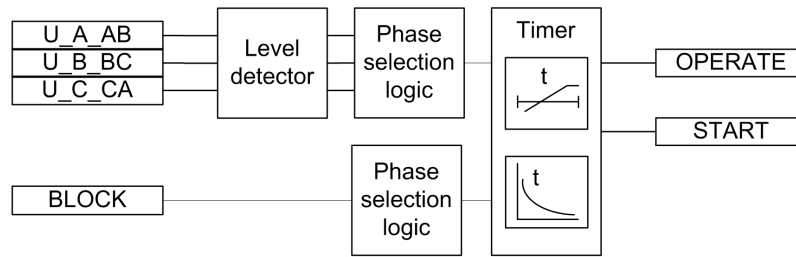 U_A_AB
U_B_BC
U_C_CA
Level
detector
Phase
selection
logic
Timer
t
t
OPERATE
START
BLOCK
Phase
selection
logic